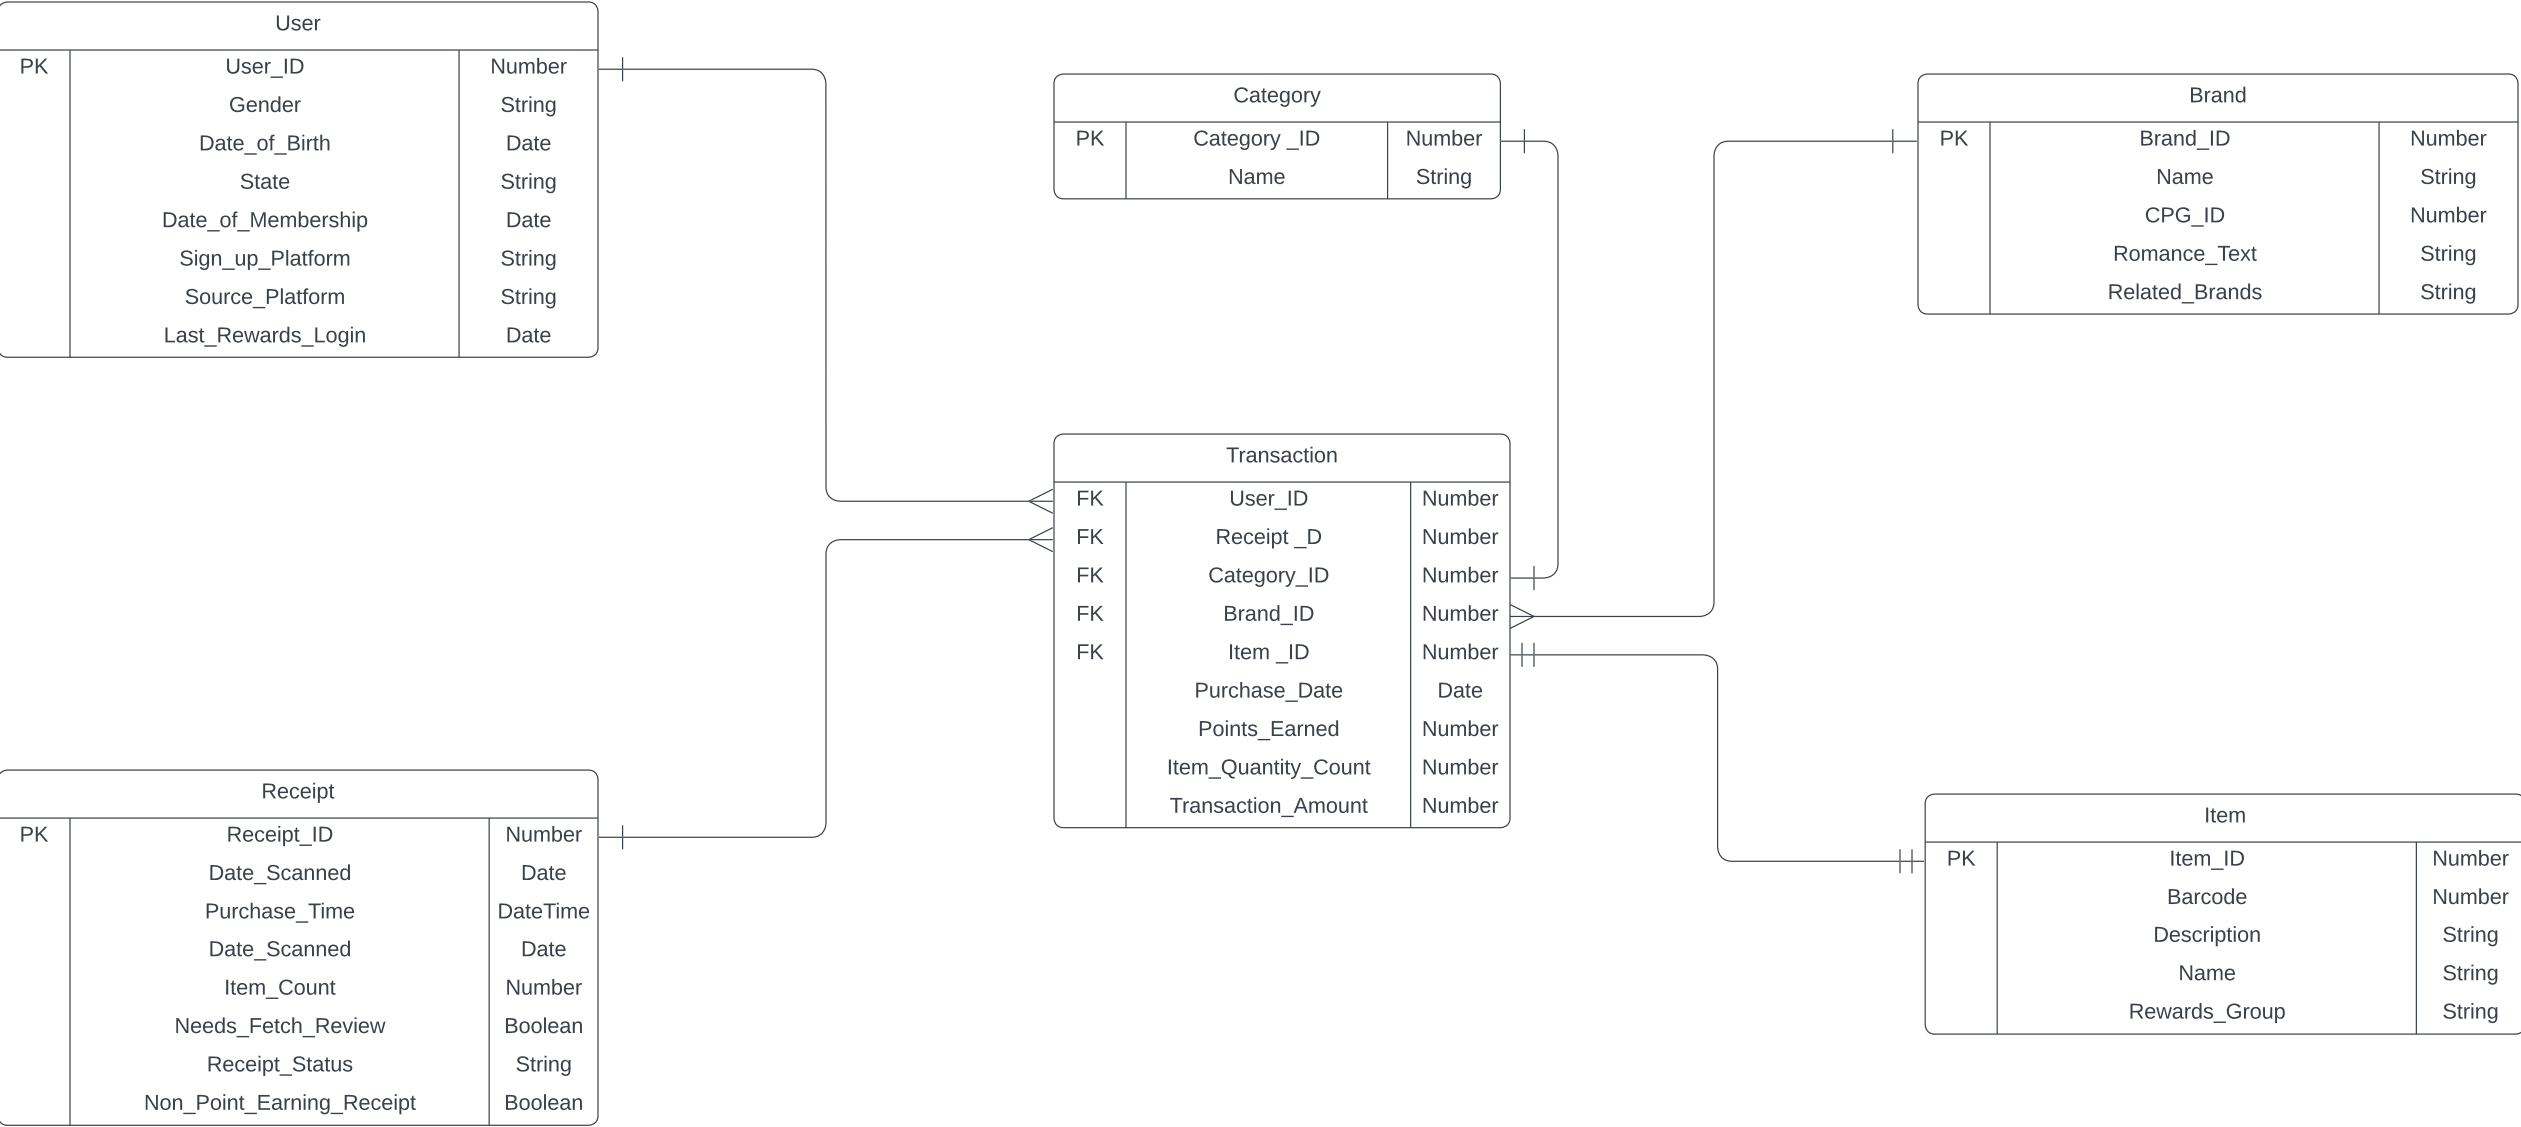 User
PK User_ID Number
Gender String
Date_of_Birth Date
State String
Date_of_Membership Date
Sign_up_Platform String
Source_Platform String
Last_Rewards_Login Date
Category
PK Category _ID Number
Name String
Brand
PK Brand_ID Number
Name String
CPG_ID Number
Romance_Text String
Related_Brands String
Transaction
FK User_ID Number
FK Receipt _D Number
FK Category_ID Number
FK Brand_ID Number
FK Item _ID Number
Purchase_Date Date
Points_Earned Number
Item_Quantity_Count Number
Transaction_Amount Number
Receipt
PK Receipt_ID Number
Date_Scanned Date
Purchase_Time DateTime
Date_Scanned Date
Item_Count Number
Needs_Fetch_Review Boolean
Receipt_Status String
Non_Point_Earning_Receipt Boolean
Item
PK Item_ID Number
Barcode Number
Description String
Name String
Rewards_Group String